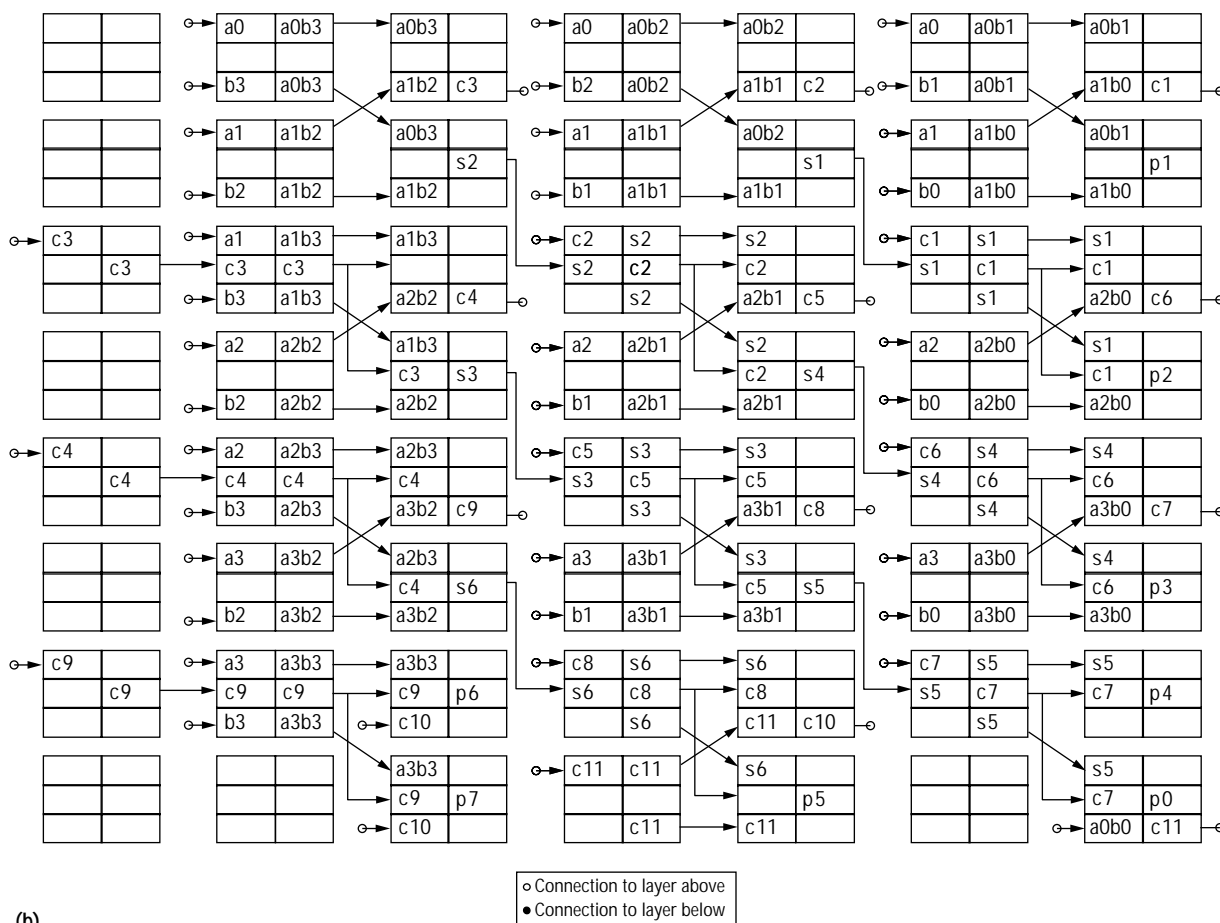 a0 a0b3 a0b3 a0 a0b2 a0b2 a0 a0b1 a0b1
b3 a0b3 a1b2 c3 b2 a0b2 a1b1 c2 b1 a0b1 a1b0 c1
a1 a1b2 a0b3 a1 a1b1 a0b2 a1 a1b0 a0b1
s2 s1 p1
b2 a1b2 a1b2 b1 a1b1 a1b1 b0 a1b0 a1b0
c3 a1 a1b3 a1b3 c2 s2 s2 c1 s1 s1
c3 c3 c3 s2 c2 c2 s1 c1 c1
b3 a1b3 a2b2 c4 s2 a2b1 c5 s1 a2b0 c6
a2 a2b2 a1b3 a2 a2b1 s2 a2 a2b0 s1
c3 s3 c2 s4 c1 p2
b2 a2b2 a2b2 b1 a2b1 a2b1 b0 a2b0 a2b0
c4 a2 a2b3 a2b3 c5 s3 s3 c6 s4 s4
c4 c4 c4 c4 s3 c5 c5 s4 c6 c6
b3 a2b3 a3b2 c9 s3 a3b1 c8 s4 a3b0 c7
a3 a3b2 a2b3 a3 a3b1 s3 a3 a3b0 s4
c4 s6 c5 s5 c6 p3
b2 a3b2 a3b2 b1 a3b1 a3b1 b0 a3b0 a3b0
c9 a3 a3b3 a3b3 c8 s6 s6 c7 s5 s5
c9 c9 c9 c9 p6 s6 c8 c8 s5 c7 c7 p4
b3 a3b3 c10 s6 c11 c10 s5
a3b3 c11 c11 s6 s5
c9 p7 p5 c7 p0
c10 c11 c11 a0b0 c11
Connection to layer above
Connection to layer below
(b)